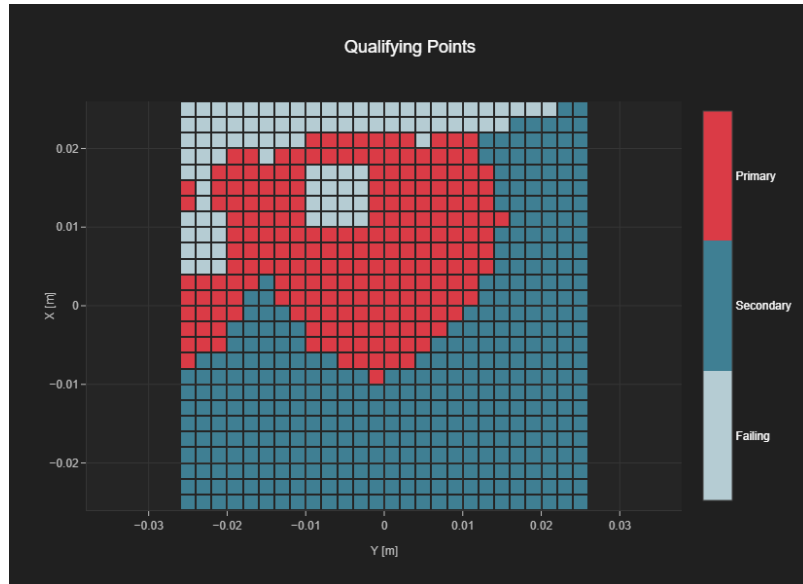 Qualifying Points
0.02
0.01
0
−0.01
−0.02
X [m]
−0.03
−0.02
−0.01
0
0.01
0.02
0.03
Y [m]
Primary
Secondary
Failing